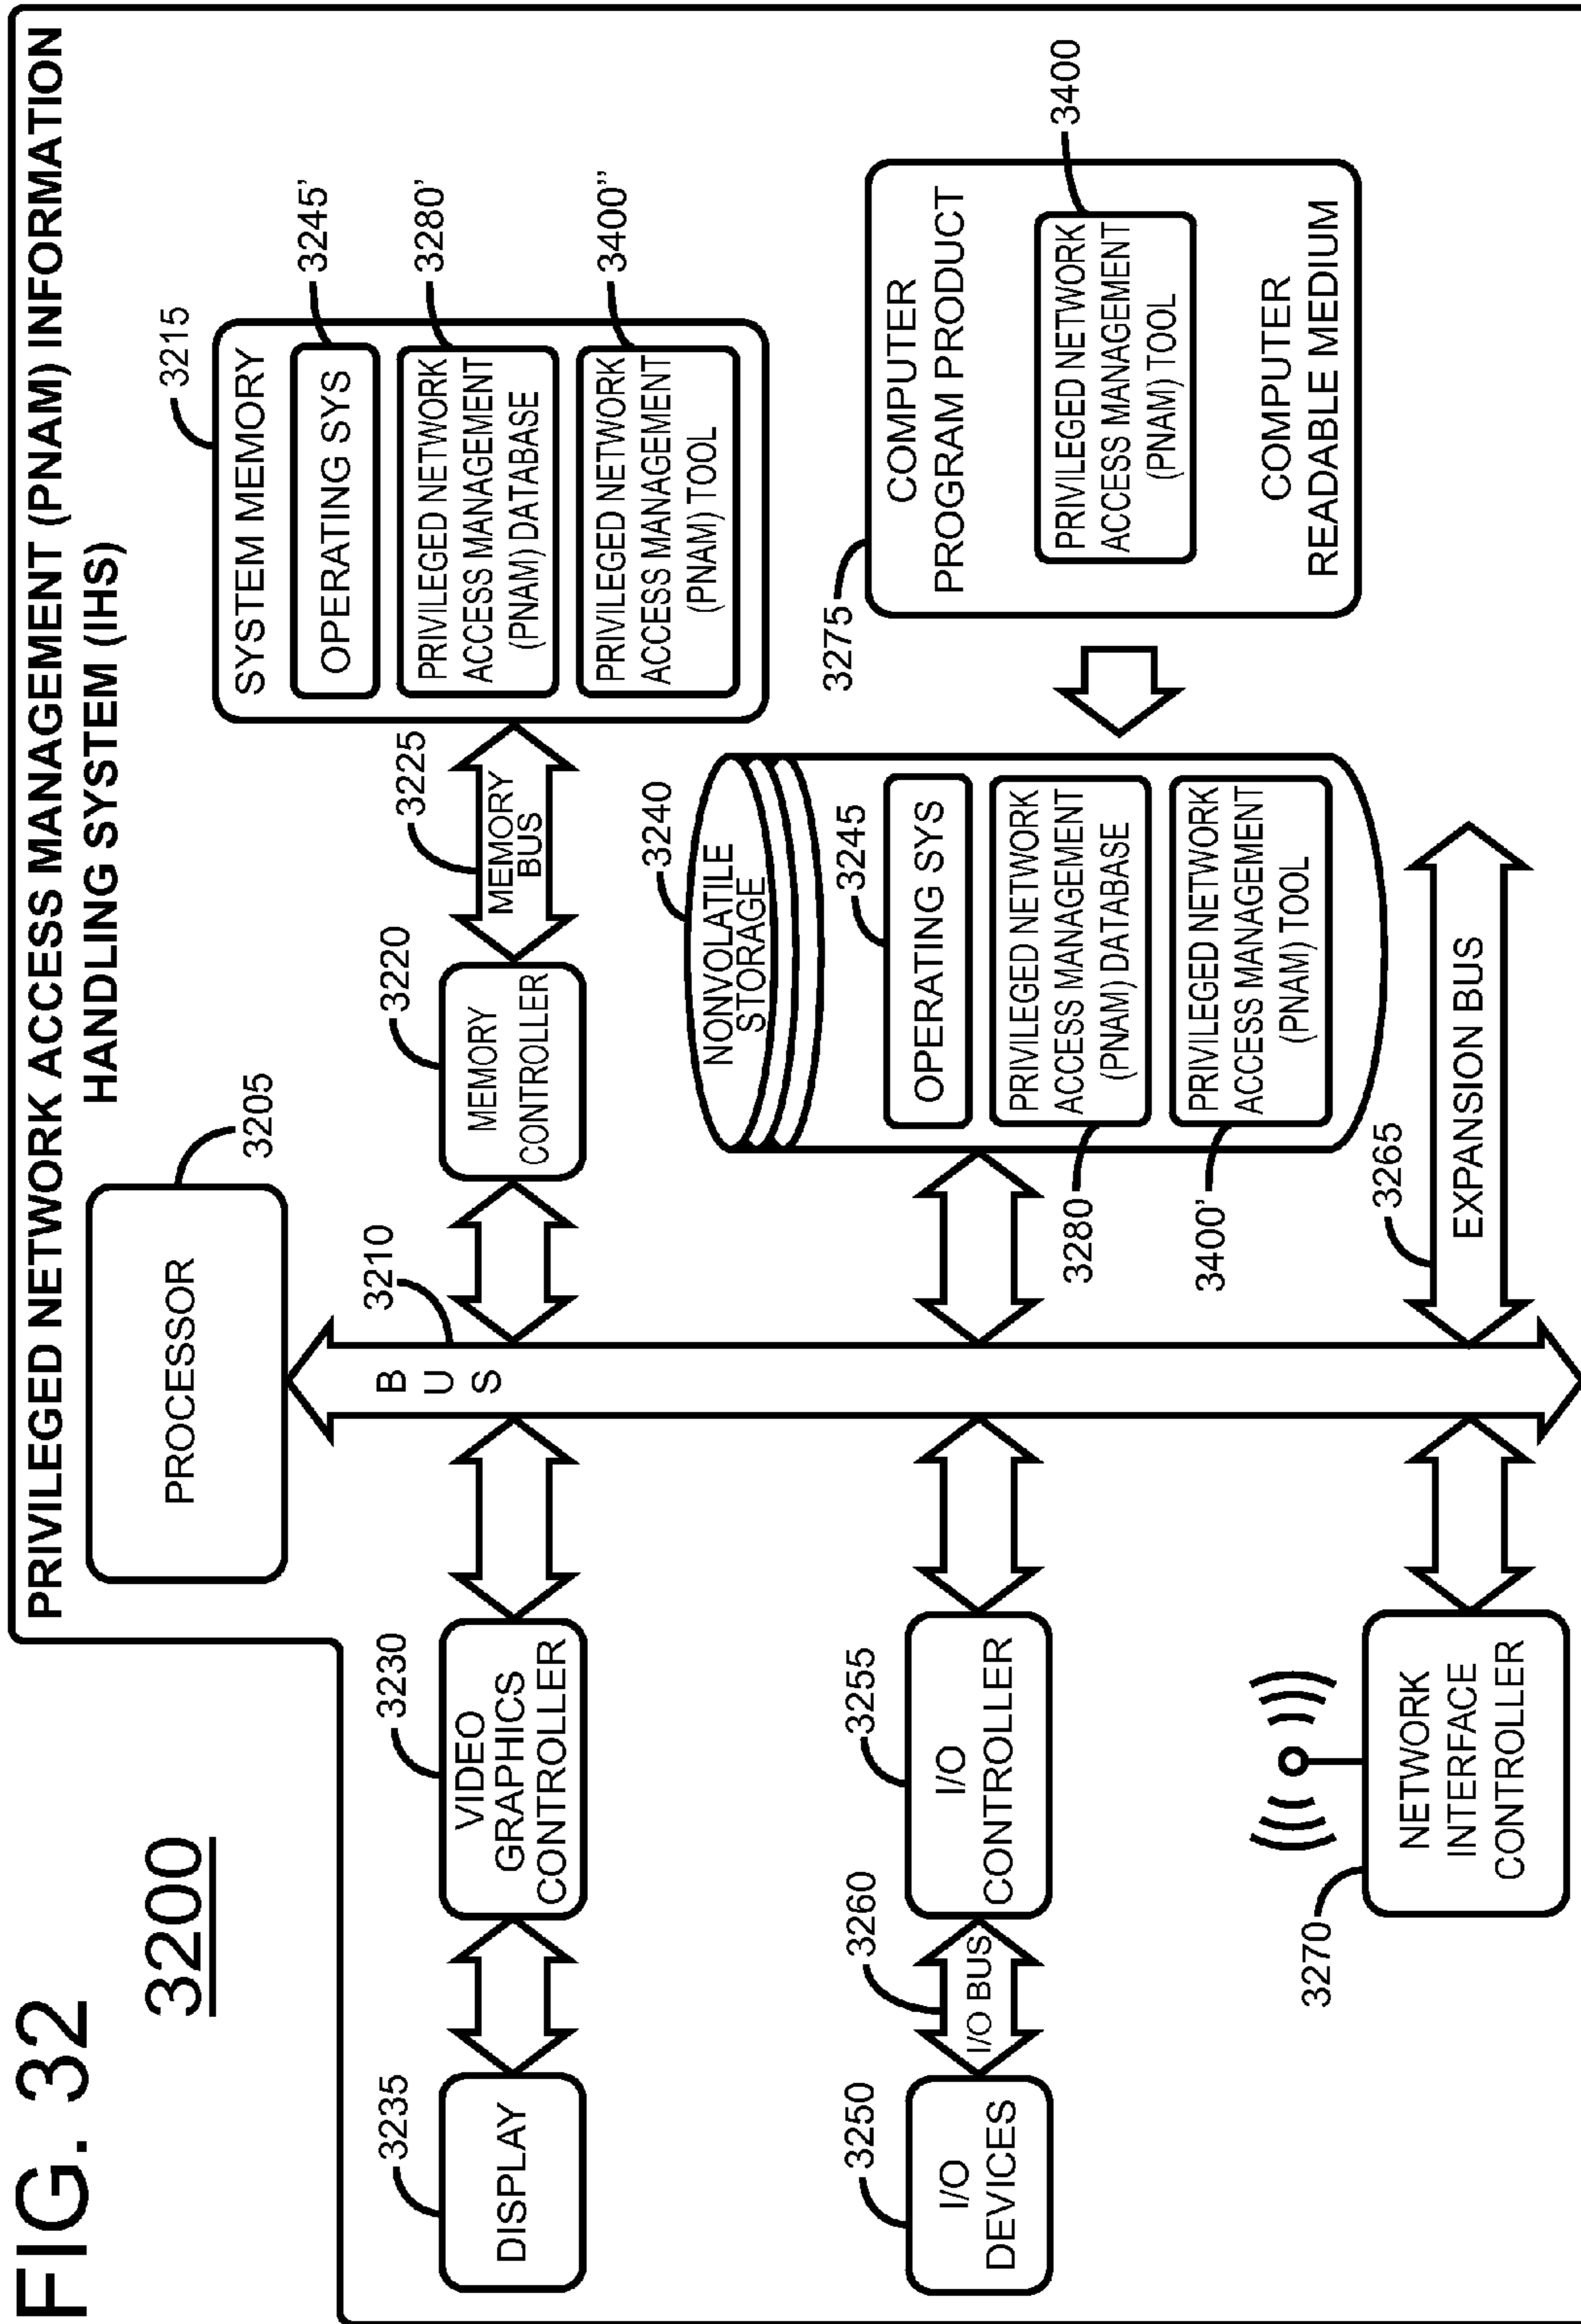 FIG. 32
3200
PRIVILEGED NETWORK ACCESS MANAGEMENT (PNAM) INFORMATION
HANDLING SYSTEM (IHS)
PROCESSOR
3205
3215
SYSTEM MEMORY
OPERATING SYS
3245'
PRIVILEGED NETWORK
ACCESS MANAGEMENT
(PNAM) DATABASE
3280'
PRIVILEGED NETWORK
ACCESS MANAGEMENT
(PNAM) TOOL
3400"
3235
DISPLAY
3230
VIDEO
GRAPHICS
CONTROLLER
3210
B
U
S
3220
MEMORY
CONTROLLER
3225
MEMORY
BUS
3250
I/O
DEVICES
3260
I/O BUS
3255
I/O
CONTROLLER
3240
NONVOLATILE
STORAGE
3245
OPERATING SYS
PRIVILEGED NETWORK
ACCESS MANAGEMENT
(PNAM) DATABASE
3280
PRIVILEGED NETWORK
ACCESS MANAGEMENT
(PNAM) TOOL
3400'
3275
COMPUTER
PROGRAM PRODUCT
PRIVILEGED NETWORK
ACCESS MANAGEMENT
(PNAM) TOOL
3400
COMPUTER
READABLE MEDIUM
3270
NETWORK
INTERFACE
CONTROLLER
3265
EXPANSION BUS